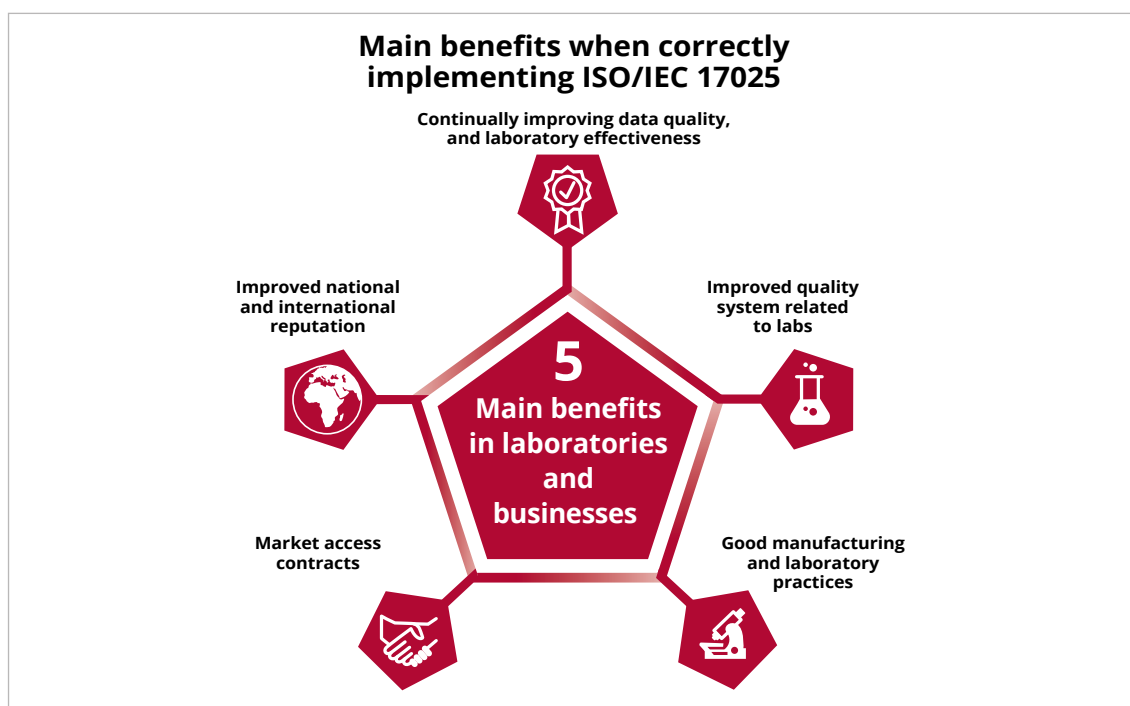 Main benefits when correctly
implementing ISO/IEC 17025
Continually improving data quality,
and laboratory effectiveness
Improved national
and international
reputation
Improved quality
system related
to labs
5
Main benefits
in laboratories
and
businesses
Market access
contracts
Good manufacturing
and laboratory
practices